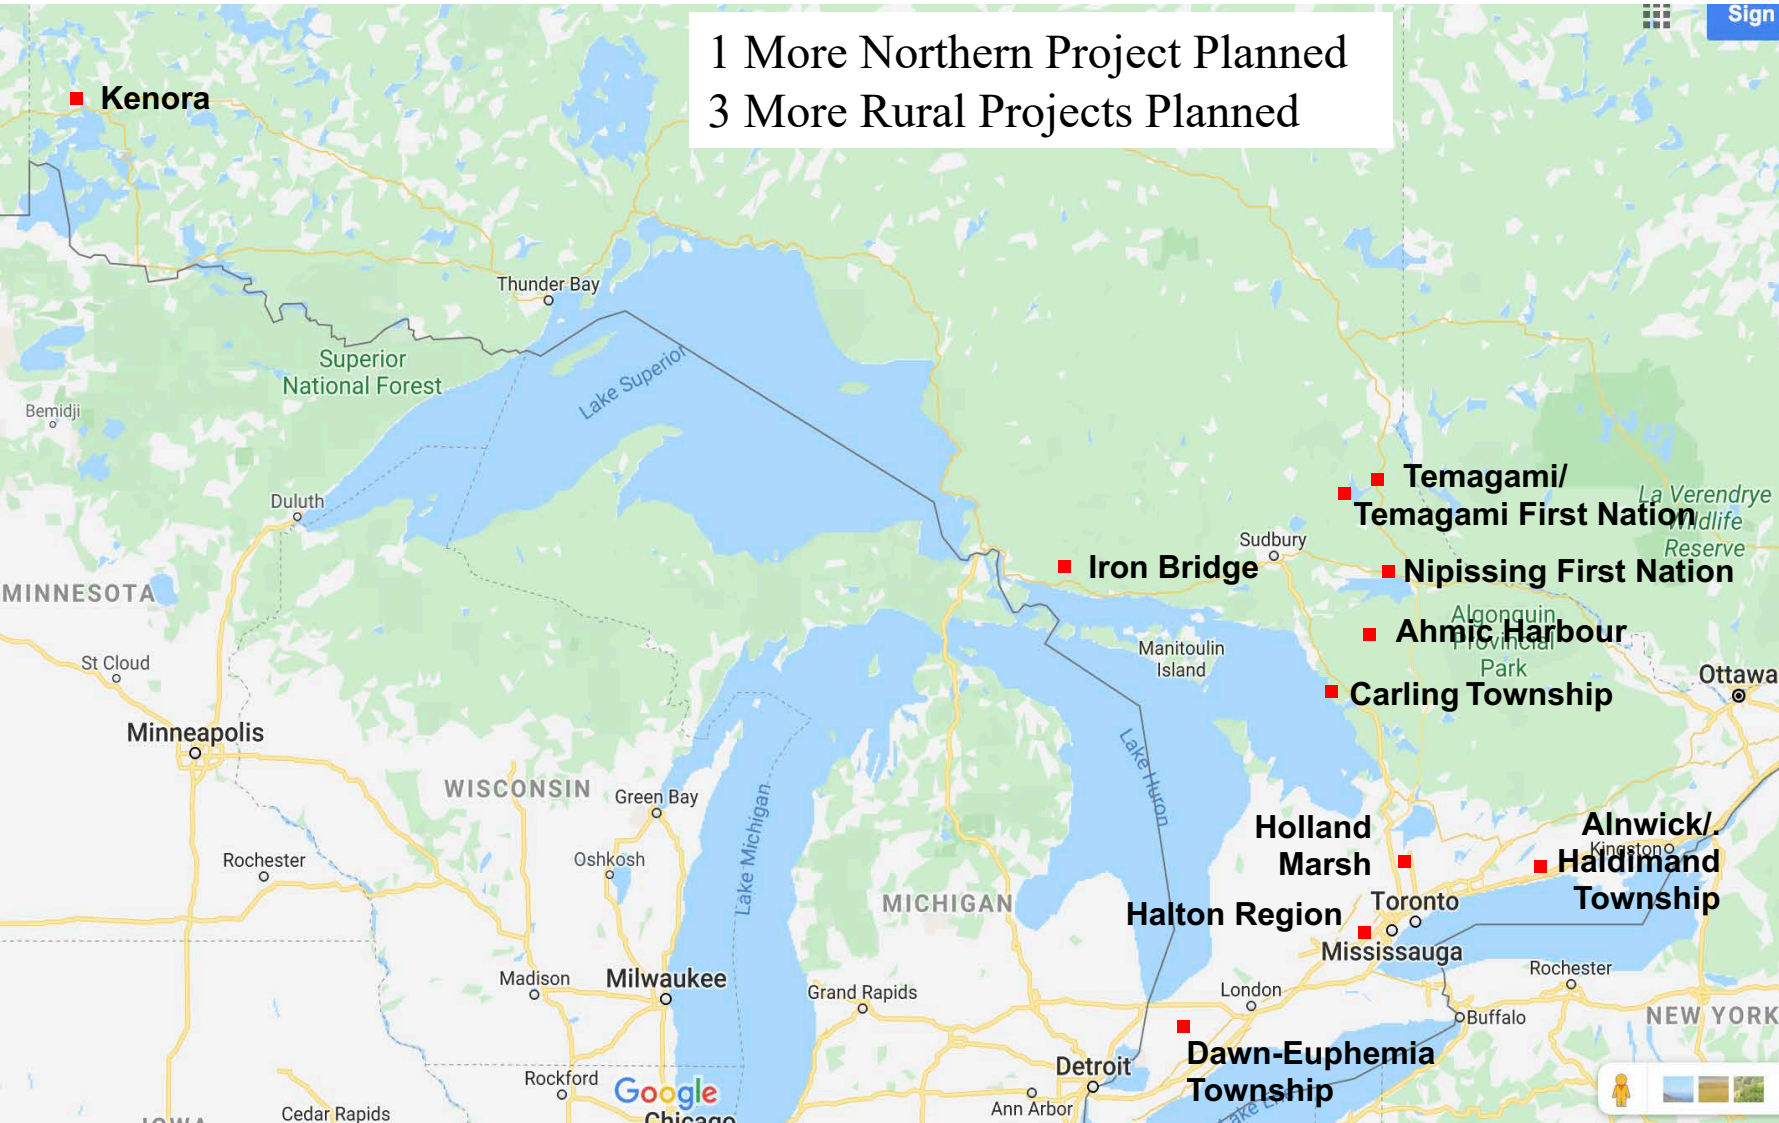 Sign
1 More Northern Project Planned
3 More Rural Projects Planned
Kenora
Thunder Bay
Superior
National Forest
Lake Superior
Bemidji
Duluth
Temagami/
Temagami First Nation
La Verendrye
Wildlife
Reserve
Sudbury
Iron Bridge
Nipissing First Nation
MINNESOTA
Algonquin
Provincial
Park
Ahmic Harbour
Manitoulin
Island
St Cloud
Ottawa
Carling Township
Minneapolis
Lake Huron
WISCONSIN
Green Bay
Lake Michigan
Holland
Marsh
Alnwick/.
Haldimand
Township
Kingston
Rochester
Oshkosh
MICHIGAN
Toronto
Halton Region
Mississauga
Madison
Milwaukee
Grand Rapids
London
Rochester
Buffalo
NEW YORK
Dawn-Euphemia
Township
Detroit
Rockford
Google
Ann Arbor
Lake Erie
Cedar Rapids
Chicago
IOWA